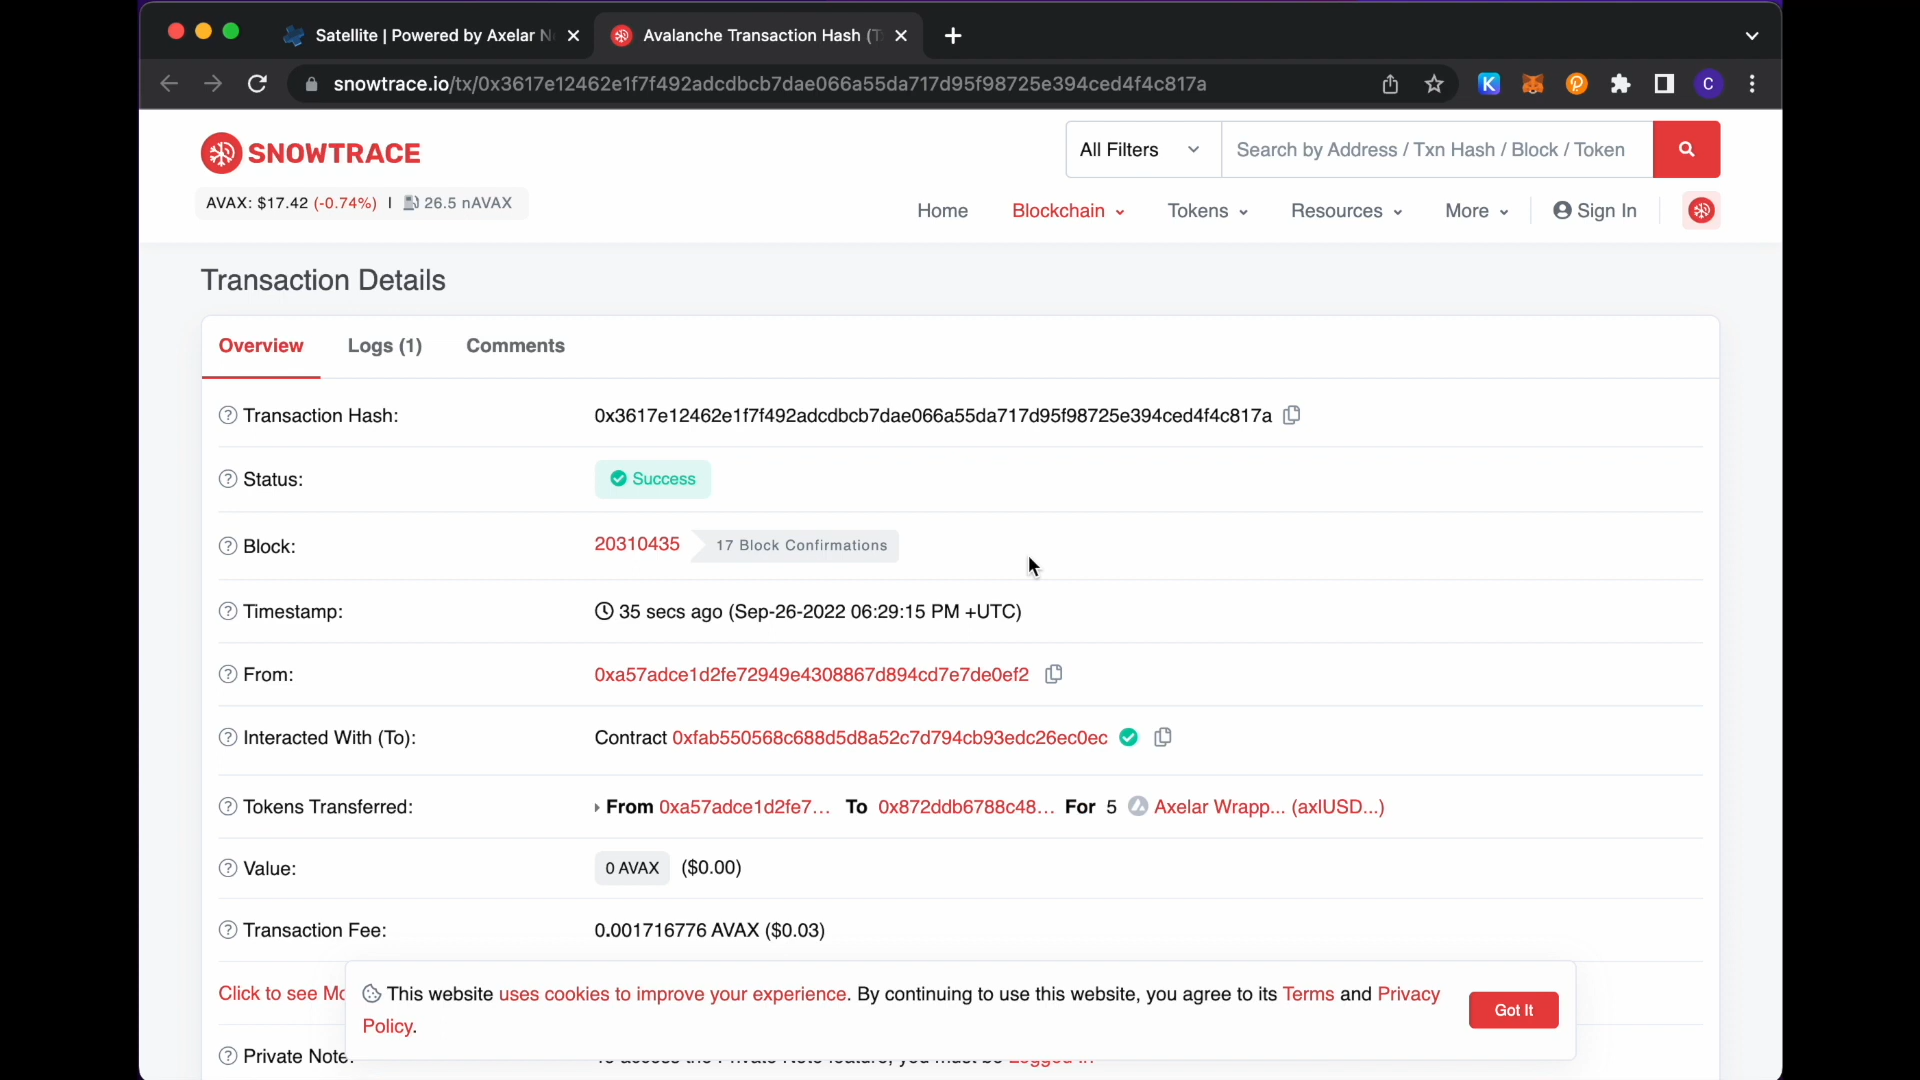 Satellite | Powered by Axelar N
Avalanche Transaction Hash (T
snowtrace.io/tx/0x3617e12462e1f7f492adcdbcb7dae066a55da717d95f98725e394ced4f4c817a
K
C
SNOWTRACE
All Filters
Search by Address / Txn Hash / Block / Token
AVAX: $17.42 (-0.74%) | 26.5 nAVAX
Home Blockchain Tokens Resources More Sign In
Transaction Details
Overview Logs (1) Comments
Transaction Hash: 0x3617e12462e1f7f492adcdbcb7dae066a55da717d95f98725e394ced4f4c817a
Status: Success
Block: 20310435 17 Block Confirmations
Timestamp: 35 secs ago (Sep-26-2022 06:29:15 PM +UTC)
From: 0xa57adce1d2fe72949e4308867d894cd7e7de0ef2
Interacted With (To): Contract 0xfab550568c688d5d8a52c7d794cb93edc26ec0ec
Tokens Transferred: From 0xa57adce1d2fe7... To 0x872ddb6788c48... For 5 Axelar Wrapp... (axlUSD...)
Value: 0 AVAX ($0.00)
Transaction Fee: 0.001716776 AVAX ($0.03)
Click to see Mo
This website uses cookies to improve your experience. By continuing to use this website, you agree to its Terms and Privacy
Policy.
Got It
Private Note: